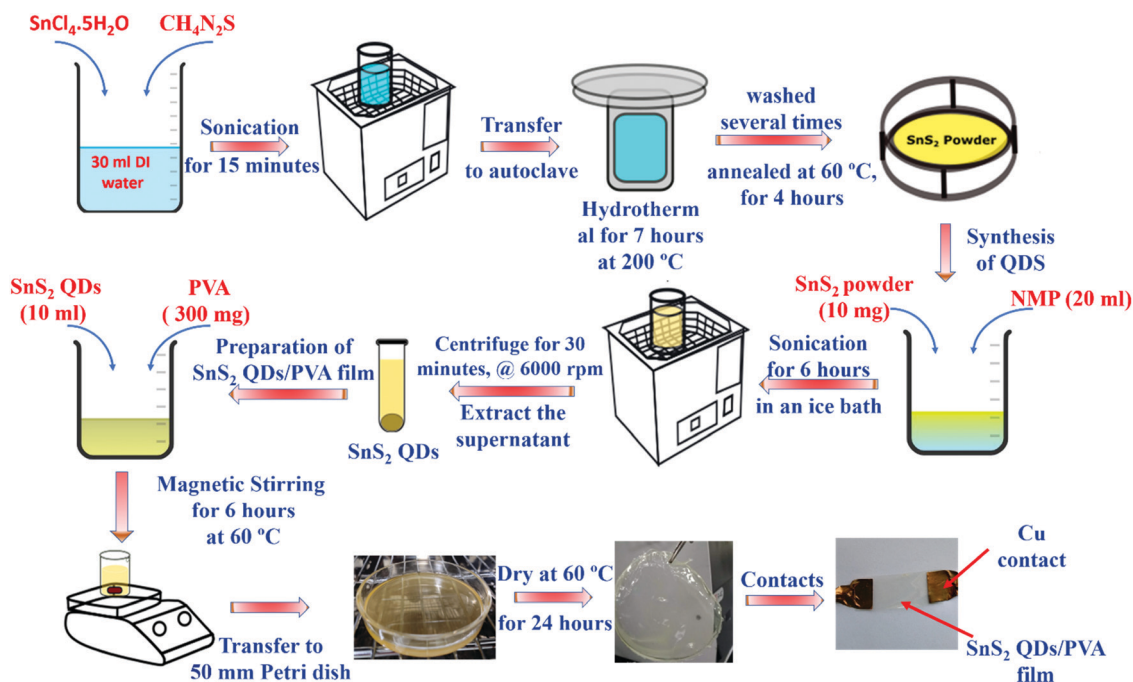 SnCl₄.5H₂O
CH₄N₂S
30 ml DI
water
Sonication
for 15 minutes
Transfer
to autoclave
Hydrotherm
al for 7 hours
at 200 ºC
washed
several times
annealed at 60 ºC,
for 4 hours
SnS₂ Powder
Synthesis
of QDS
SnS₂ powder
(10 mg)
NMP (20 ml)
Sonication
for 6 hours
in an ice bath
Centrifuge for 30
minutes, @ 6000 rpm
Extract the
supernatant
SnS₂ QDs
Preparation of
SnS₂ QDs/PVA film
SnS₂ QDs
(10 ml)
PVA
( 300 mg)
Magnetic Stirring
for 6 hours
at 60 ºC
Transfer to
50 mm Petri dish
Dry at 60 ºC
for 24 hours
Contacts
Cu
contact
SnS₂ QDs/PVA
film